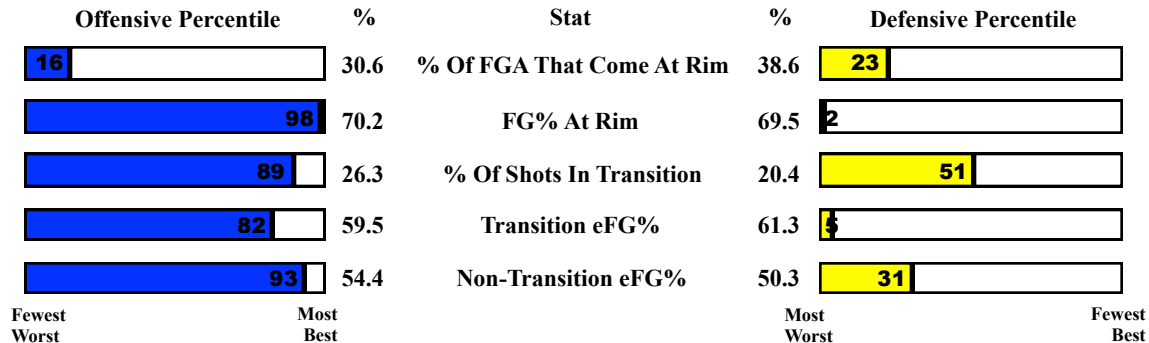 Offensive Percentile % Stat % Defensive Percentile
16 30.6 % Of FGA That Come At Rim 38.6 23
98 70.2 FG% At Rim 69.5 2
89 26.3 % Of Shots In Transition 20.4 51
82 59.5 Transition eFG% 61.3 5
93 54.4 Non-Transition eFG% 50.3 31
Fewest Most Most Fewest
Worst Best Worst Best